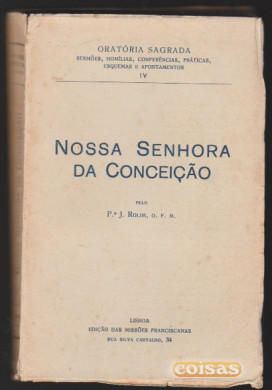 ORATÓRIA SAGRADA
SERMÕES, HOMÍLIAS, CONFERÊNCIAS, PRÁTICAS,
ESQUEMAS E APONTAMENTOS
IV
NOSSA SENHORA
DA CONCEIÇÃO
PELO
P.e J. ROLIM, O. F. M.
LISBOA
EDIÇÃO DAS MISSÕES FRANCISCANAS
RUA SILVA CARVALHO, 34
coisas